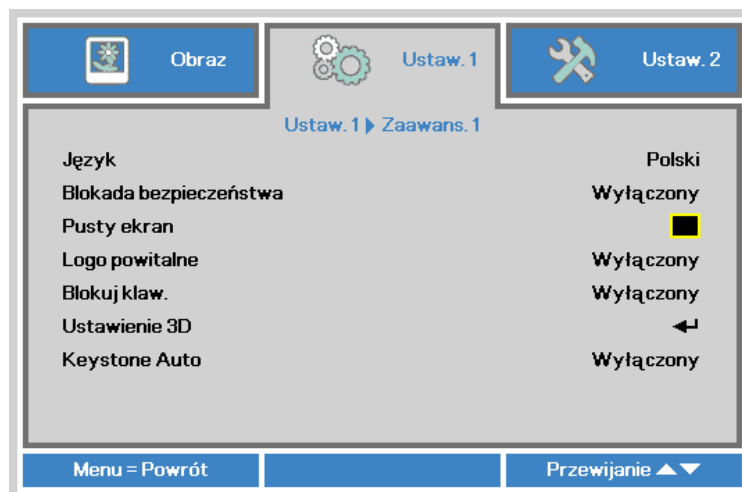 Obraz Ustaw. 1 Ustaw. 2
Ustaw. 1 Zaawans. 1
Język Polski
Blokada bezpieczeństwa Wyłączony
Pusty ekran
Logo powitalne Wyłączony
Blokuj klaw. Wyłączony
Ustawienie 3D
Keystone Auto Wyłączony
Menu = Powrót Przewijanie